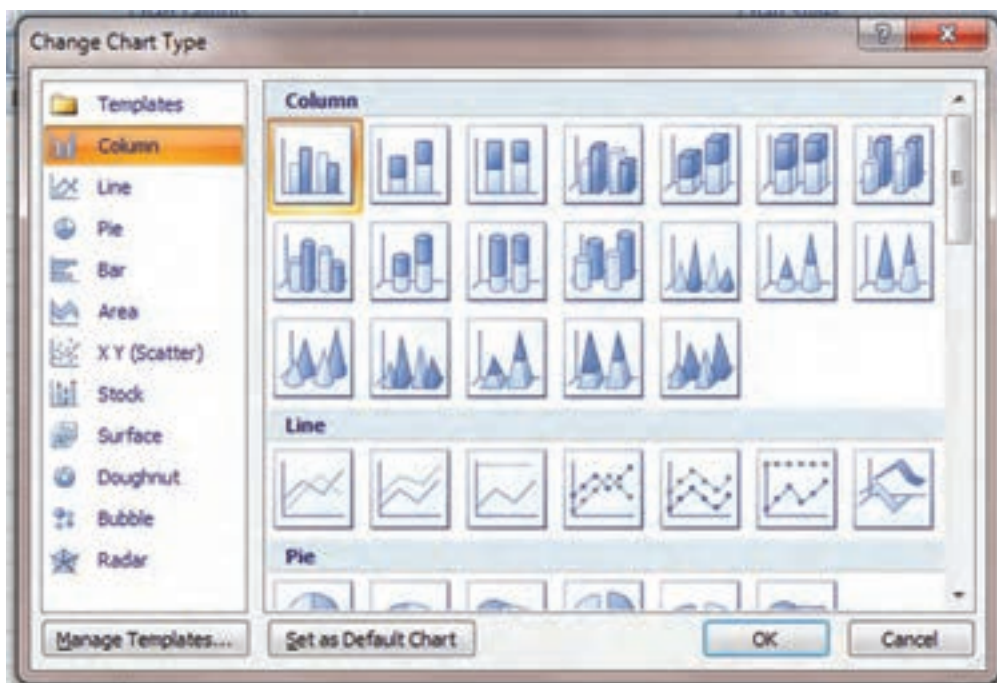 Change Chart Type
Templates
Column
Line
Pie
Bar
Area
X Y (Scatter)
Stock
Surface
Doughnut
Bubble
Radar
Column
Line
Pie
Manage Templates...
Set as Default Chart
OK
Cancel